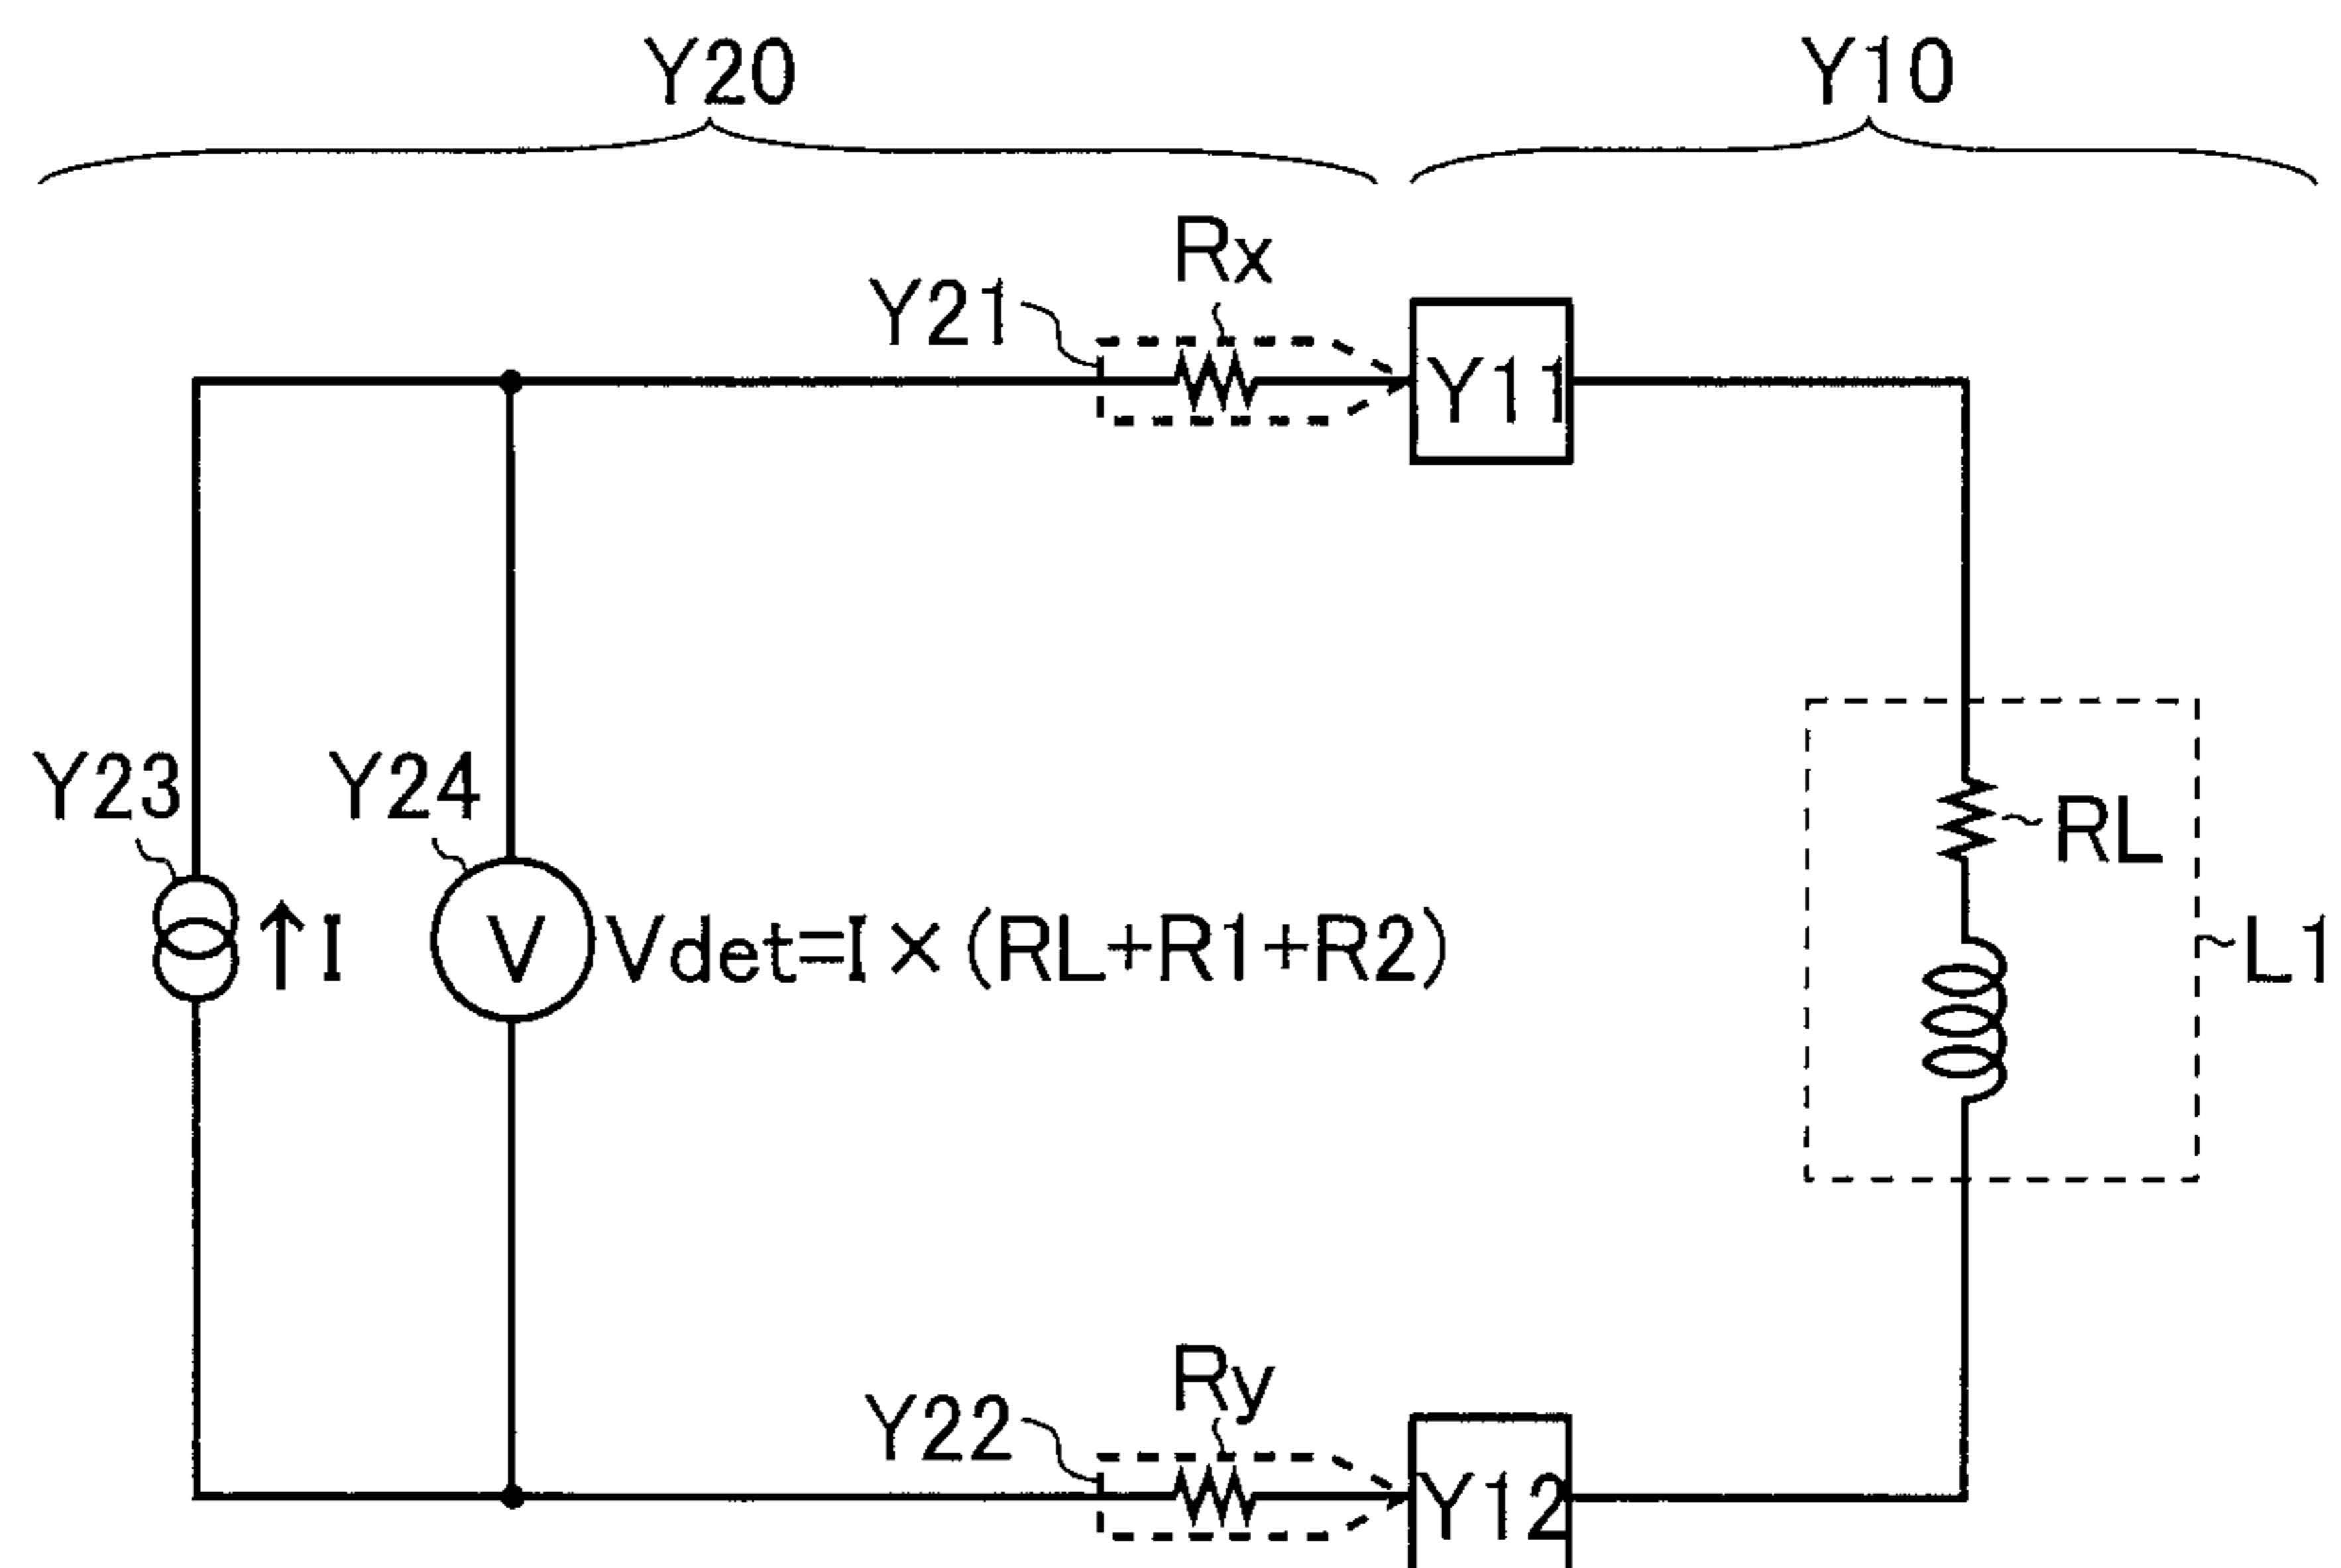 Y20
Y10
Rx
Y21
Y11
Y23
Y24
RL
↑I
V
Vdet=I×(RL+R1+R2)
L1
Ry
Y22
Y12